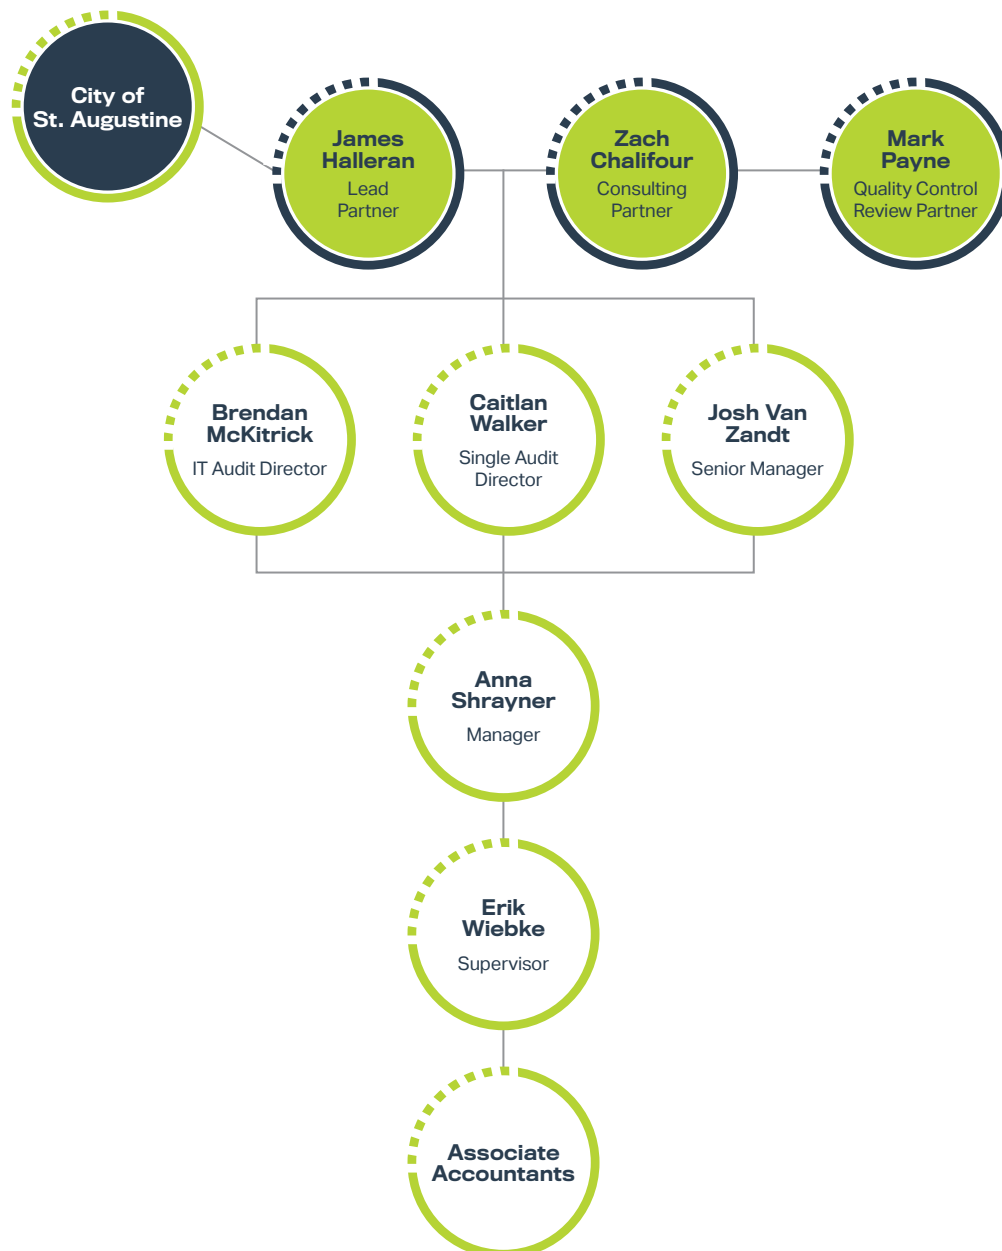 City of
St. Augustine
James
Halleran
Lead
Partner
Zach
Chalifour
Consulting
Partner
Mark
Payne
Quality Control
Review Partner
Brendan
McKitrick
IT Audit Director
Caitlan
Walker
Single Audit
Director
Josh Van
Zandt
Senior Manager
Anna
Shrayner
Manager
Erik
Wiebke
Supervisor
Associate
Accountants